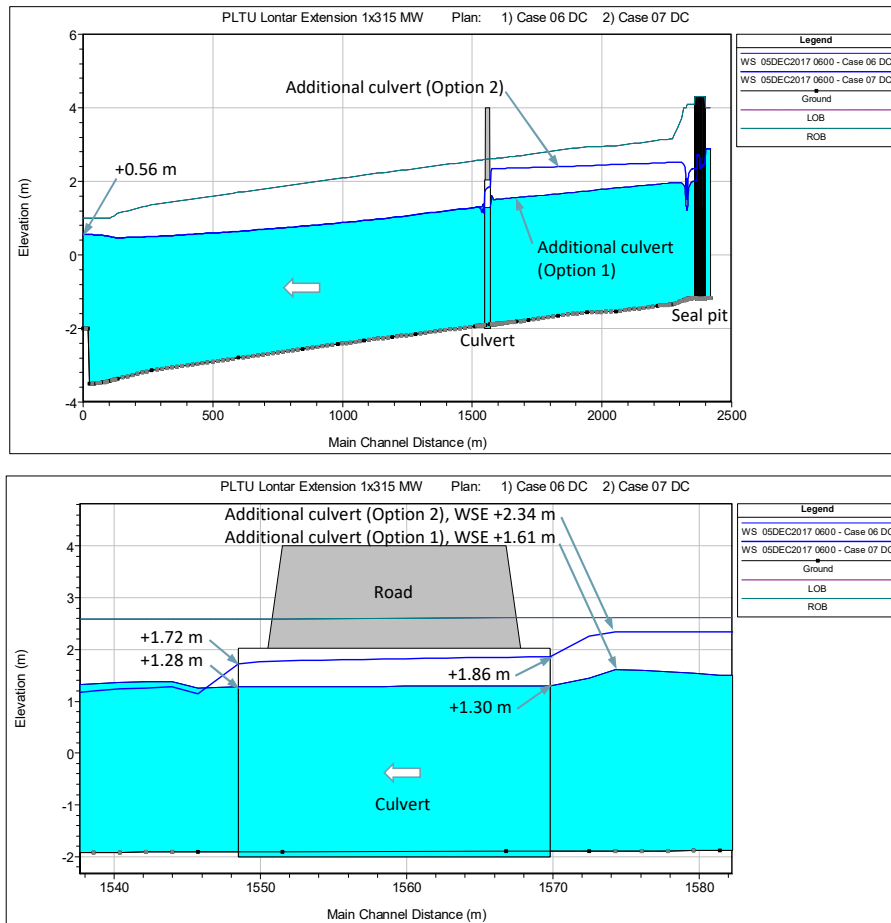 PLTU Lontar Extension 1x315 MW Plan: 1) Case 06 DC 2) Case 07 DC
6
4
2
0
-2
-4
Elevation (m)
Additional culvert (Option 2)
+0.56 m
Additional culvert
(Option 1)
Seal pit
Culvert
0
500
1000
1500
2000
2500
Main Channel Distance (m)
Legend
WS 05DEC2017 0600 - Case 06 DC
WS 05DEC2017 0600 - Case 07 DC
Ground
LOB
ROB
PLTU Lontar Extension 1x315 MW Plan: 1) Case 06 DC 2) Case 07 DC
Additional culvert (Option 2), WSE +2.34 m
Additional culvert (Option 1), WSE +1.61 m
4
3
2
1
0
-1
-2
Elevation (m)
Road
+1.72 m
+1.28 m
+1.86 m
+1.30 m
Culvert
1540
1550
1560
1570
1580
Main Channel Distance (m)
Legend
WS 05DEC2017 0600 - Case 06 DC
WS 05DEC2017 0600 - Case 07 DC
Ground
LOB
ROB